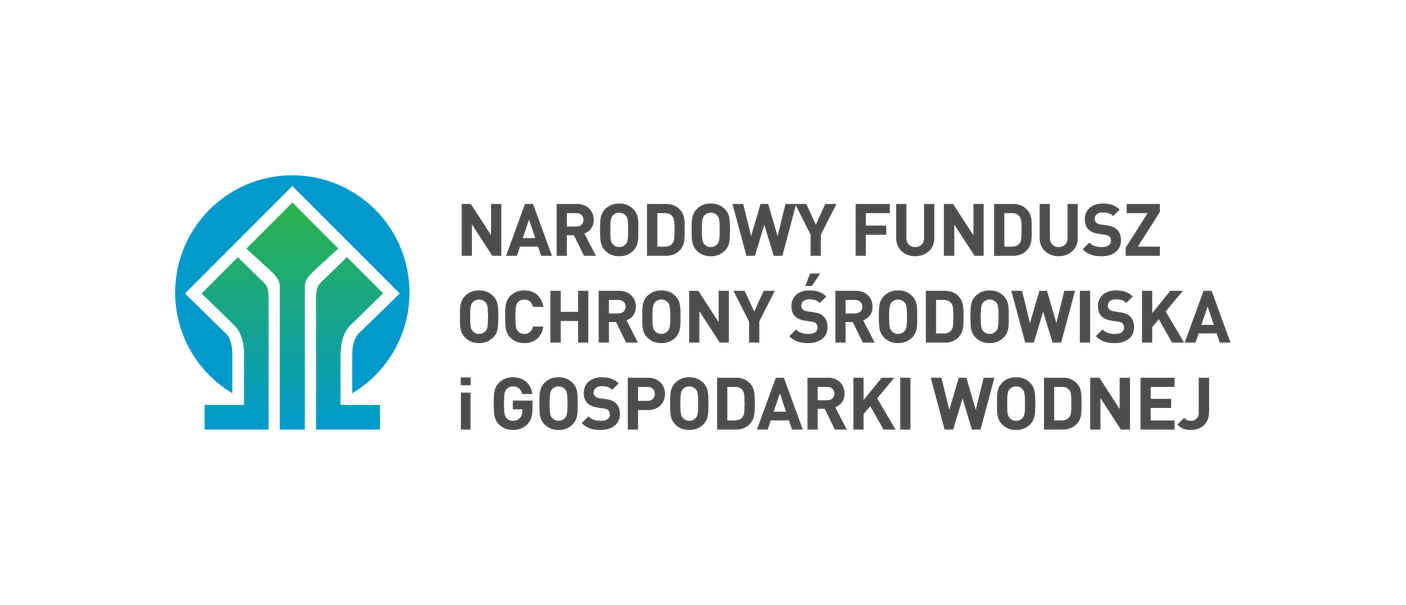 NARODOWY FUNDUSZ
OCHRONY ŚRODOWISKA
i GOSPODARKI WODNEJ